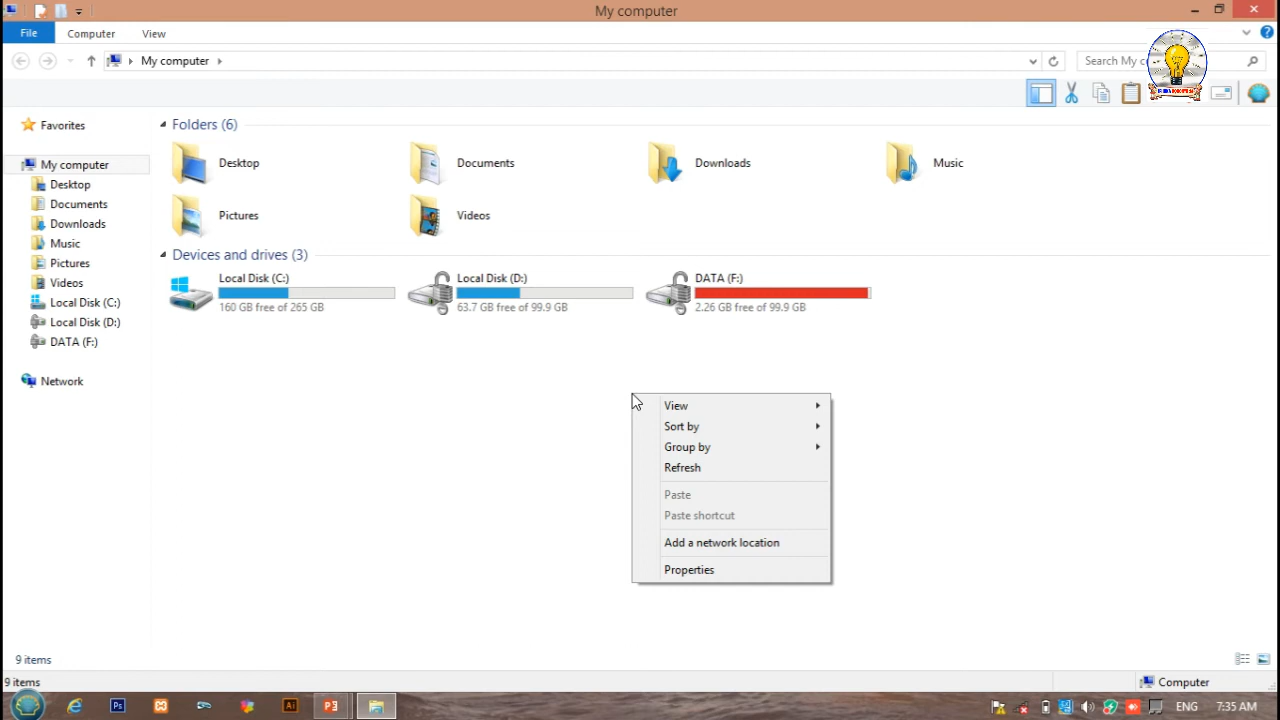 My computer
File Computer View
My computer
Search My c
Favorites
My computer
Desktop
Documents
Downloads
Music
Pictures
Videos
Local Disk (C:)
Local Disk (D:)
DATA (F:)
Network
Folders (6)
Desktop Documents Downloads Music
Pictures Videos
Devices and drives (3)
Local Disk (C:) Local Disk (D:) DATA (F:)
160 GB free of 265 GB 63.7 GB free of 99.9 GB 2.26 GB free of 99.9 GB
View
Sort by
Group by
Refresh
Paste
Paste shortcut
Add a network location
Properties
9 items
9 items Computer
Ps Ai P3 ENG 7:35 AM